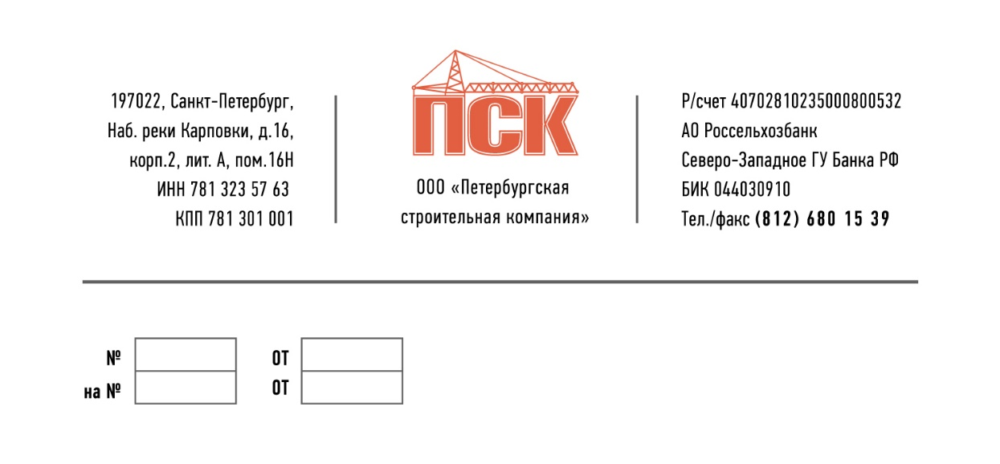 197022, Санкт-Петербург,
Наб. реки Карповки, д.16,
корп.2, лит. А, пом.16Н
ИНН 781 323 57 63
КПП 781 301 001
ПСК
ООО «Петербургская
строительная компания»
Р/счет 40702810235000800532
АО Россельхозбанк
Северо-Западное ГУ Банка РФ
БИК 044030910
Тел./факс (812) 680 15 39
№ ОТ
на № ОТ